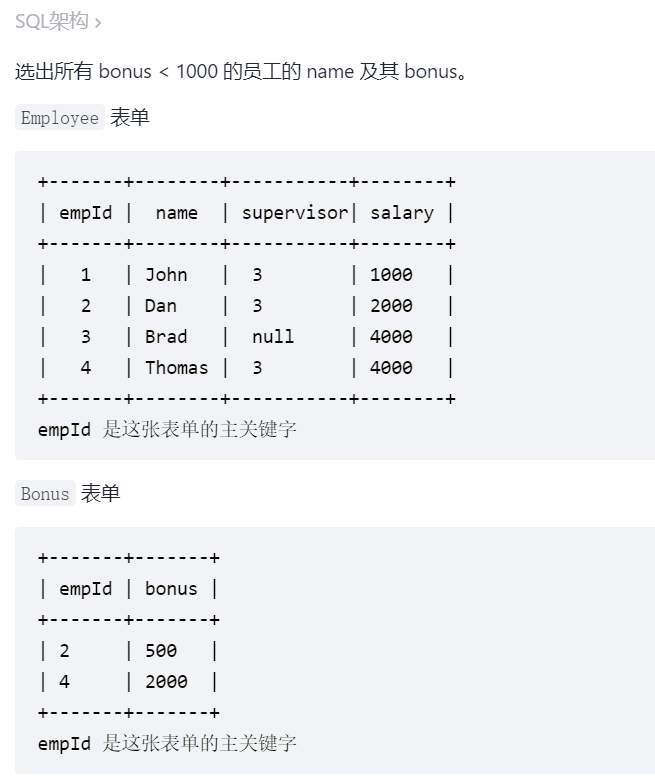 SQL架构 ›
选出所有 bonus < 1000 的员工的 name 及其 bonus。
Employee 表单
+-------+--------+-----------+--------+
| empId |  name  | supervisor| salary |
+-------+--------+-----------+--------+
|   1   | John   |  3        | 1000   |
|   2   | Dan    |  3        | 2000   |
|   3   | Brad   |  null     | 4000   |
|   4   | Thomas |  3        | 4000   |
+-------+--------+-----------+--------+
empId 是这张表单的主关键字
Bonus 表单
+-------+-------+
| empId | bonus |
+-------+-------+
| 2     | 500   |
| 4     | 2000  |
+-------+-------+
empId 是这张表单的主关键字